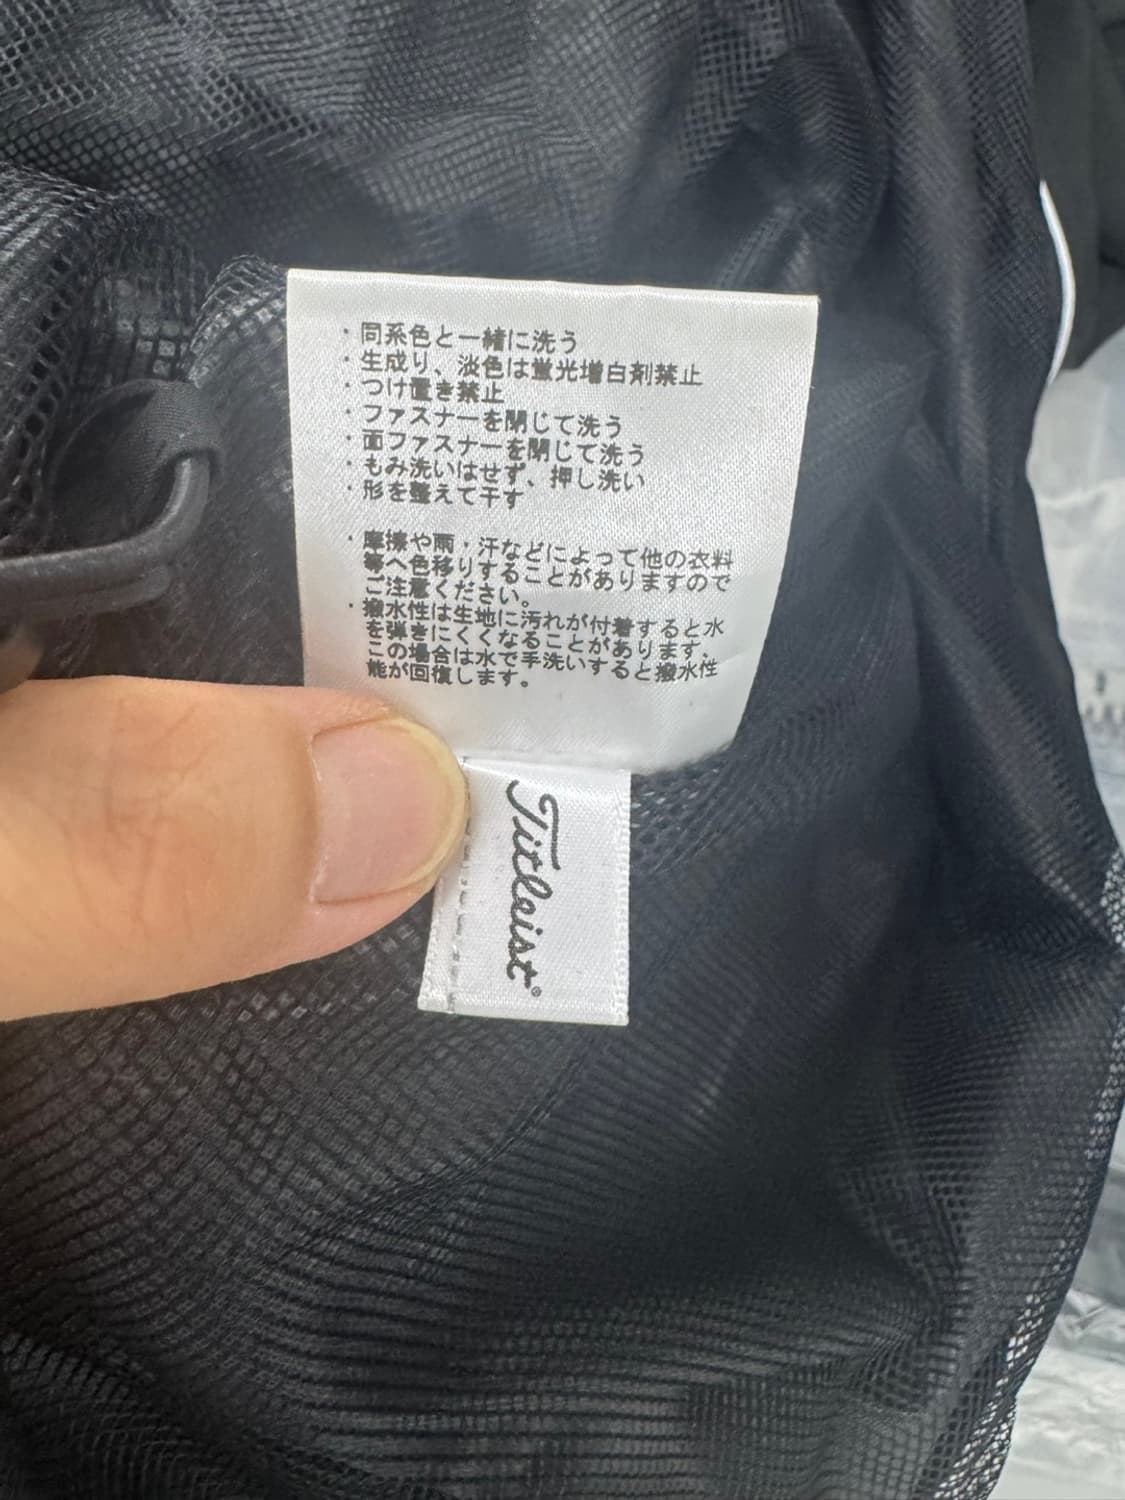 ・同系色と一緒に洗う
・生成り、淡色は蛍光増白剤禁止
・つけ置き禁止
・ファスナーを閉じて洗う
・面ファスナーを閉じて洗う
・もみ洗いはせず、押し洗い
・形を整えて干す
・摩擦や雨・汗などによって他の衣料
等へ色移りすることがありますので
ご注意ください。
・撥水性は生地に汚れが付着すると水
を弾きにくくなることがあります。
この場合は水で手洗いすると撥水性
能が回復します。
Titleist®